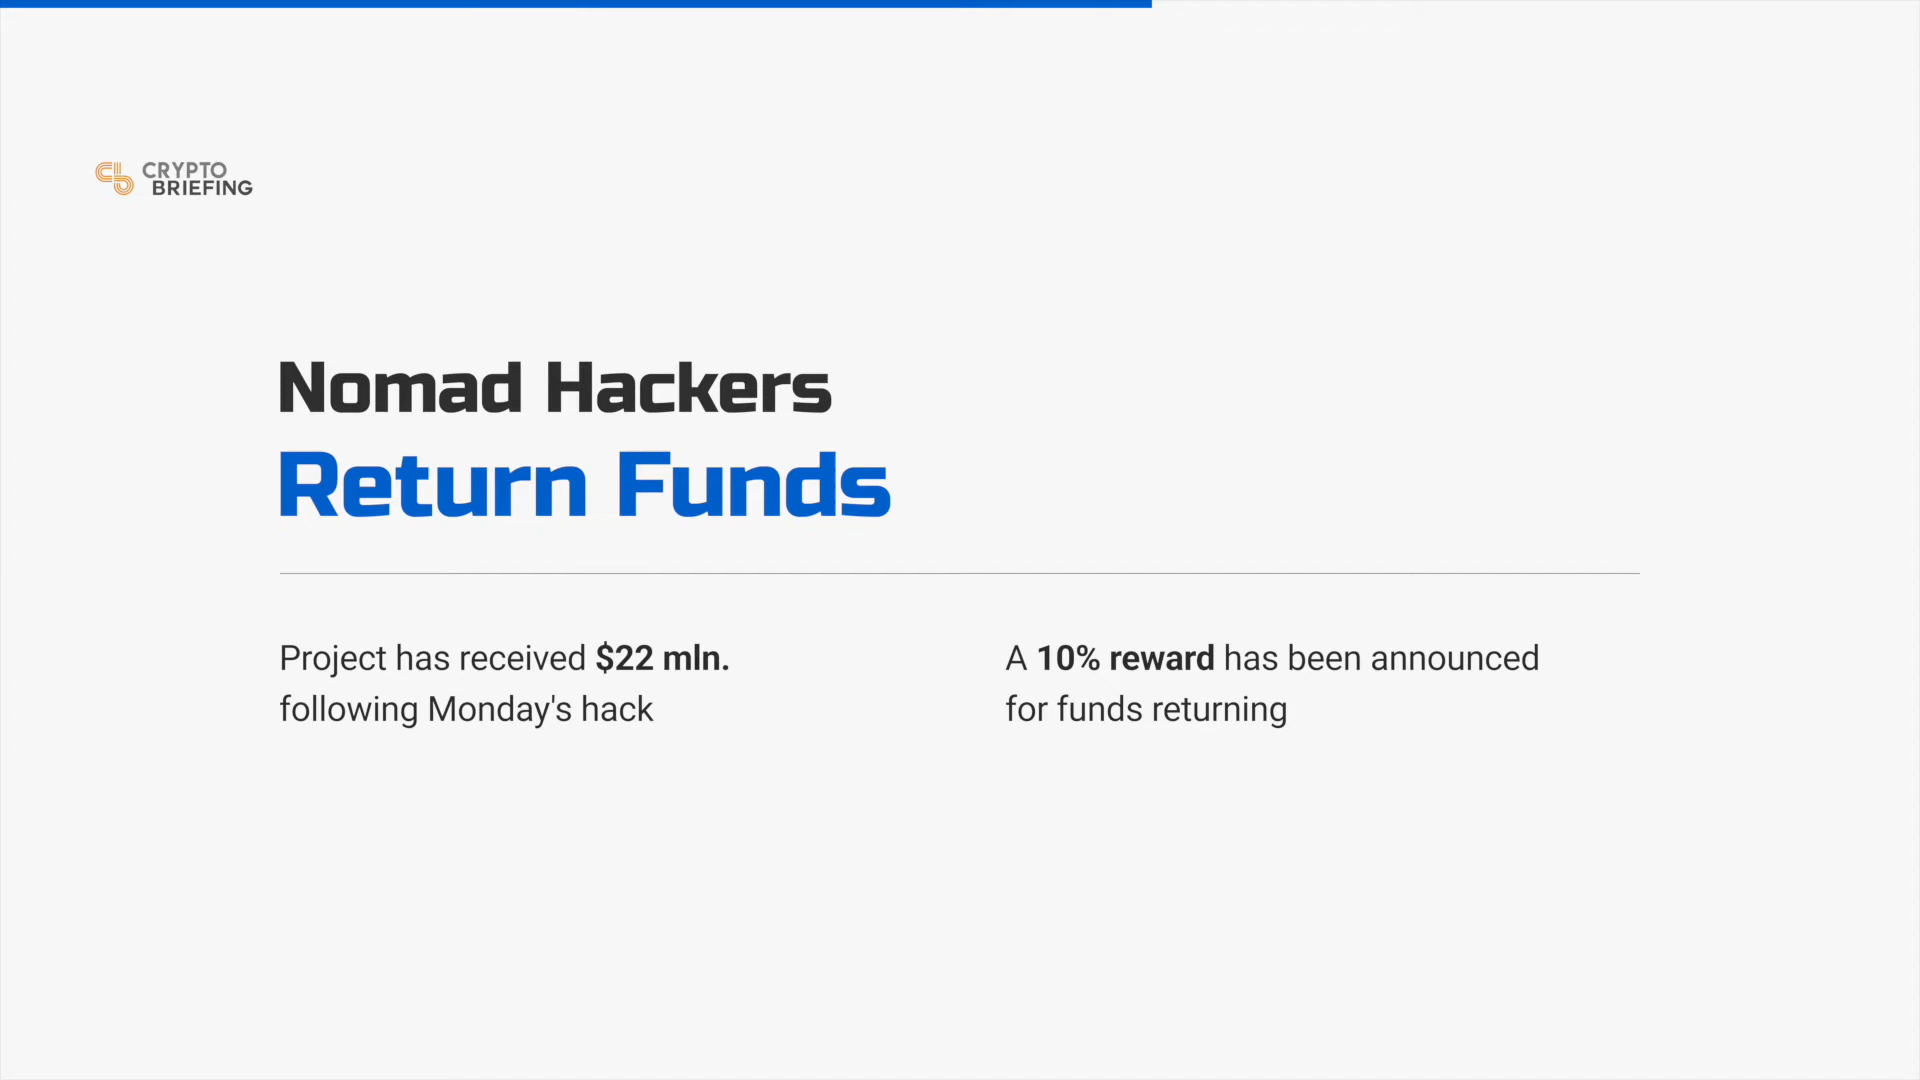 CRYPTO
BRIEFING
Nomad Hackers
Return Funds
Project has received $22 mln.
following Monday's hack
A 10% reward has been announced
for funds returning